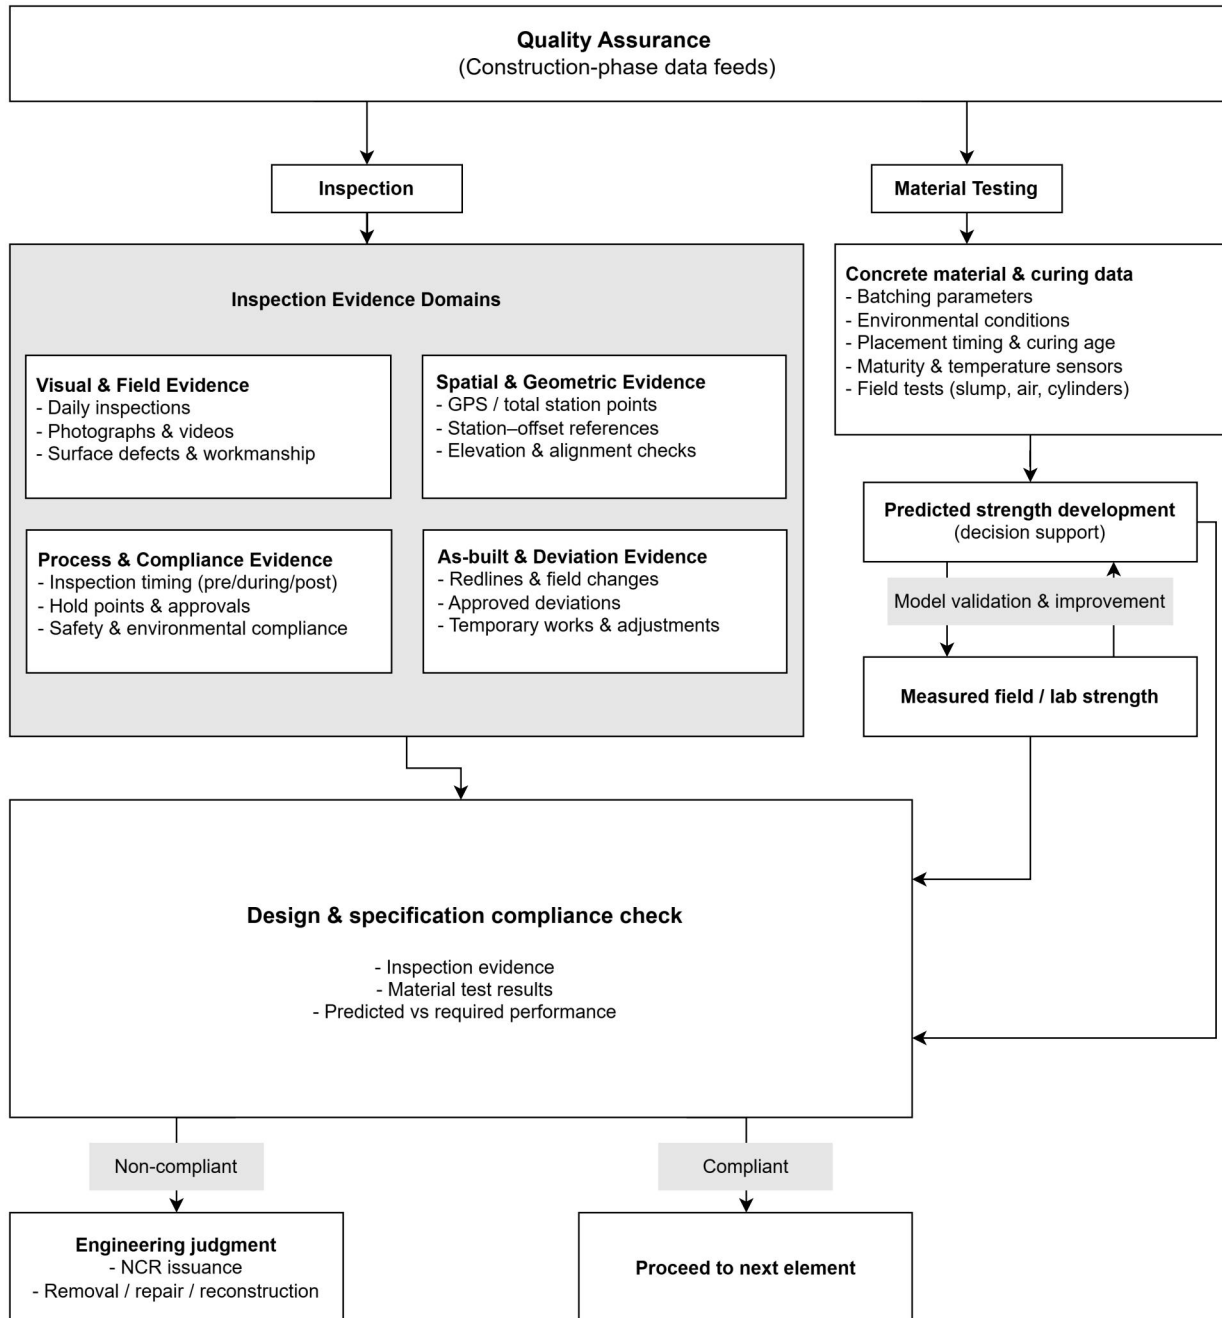 Quality Assurance
(Construction-phase data feeds)
Inspection
Material Testing
Inspection Evidence Domains
Visual & Field Evidence
- Daily inspections
- Photographs & videos
- Surface defects & workmanship
Spatial & Geometric Evidence
- GPS / total station points
- Station–offset references
- Elevation & alignment checks
Process & Compliance Evidence
- Inspection timing (pre/during/post)
- Hold points & approvals
- Safety & environmental compliance
As-built & Deviation Evidence
- Redlines & field changes
- Approved deviations
- Temporary works & adjustments
Concrete material & curing data
- Batching parameters
- Environmental conditions
- Placement timing & curing age
- Maturity & temperature sensors
- Field tests (slump, air, cylinders)
Predicted strength development
(decision support)
Model validation & improvement
Measured field / lab strength
Design & specification compliance check
- Inspection evidence
- Material test results
- Predicted vs required performance
Non-compliant
Compliant
Engineering judgment
- NCR issuance
- Removal / repair / reconstruction
Proceed to next element